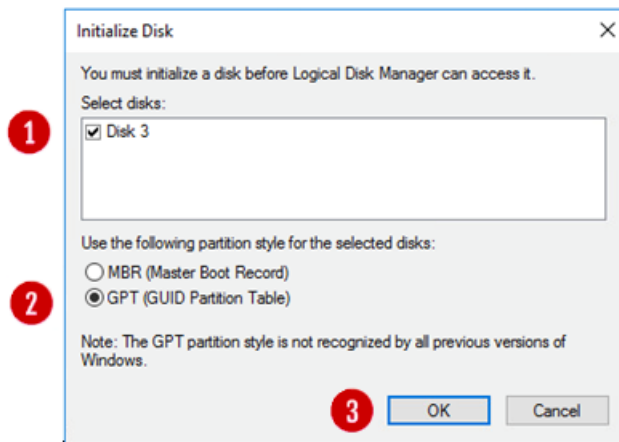 Initialize Disk
You must initialize a disk before Logical Disk Manager can access it.
Select disks:
1
Disk 3
Use the following partition style for the selected disks:
MBR (Master Boot Record)
2
GPT (GUID Partition Table)
Note: The GPT partition style is not recognized by all previous versions of
Windows.
3
OK
Cancel